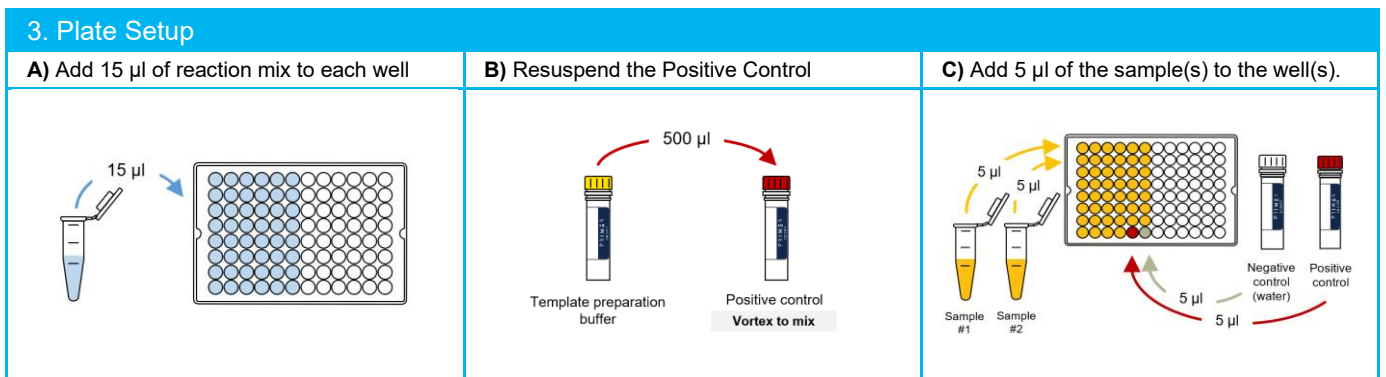 3. Plate Setup
A) Add 15 µl of reaction mix to each well
B) Resuspend the Positive Control
C) Add 5 µl of the sample(s) to the well(s).
15 µl
500 µl
Template preparation
buffer
Positive control
Vortex to mix
5 µl
5 µl
Sample
#1
Sample
#2
Negative
control
(water)
Positive
control
5 µl
5 µl